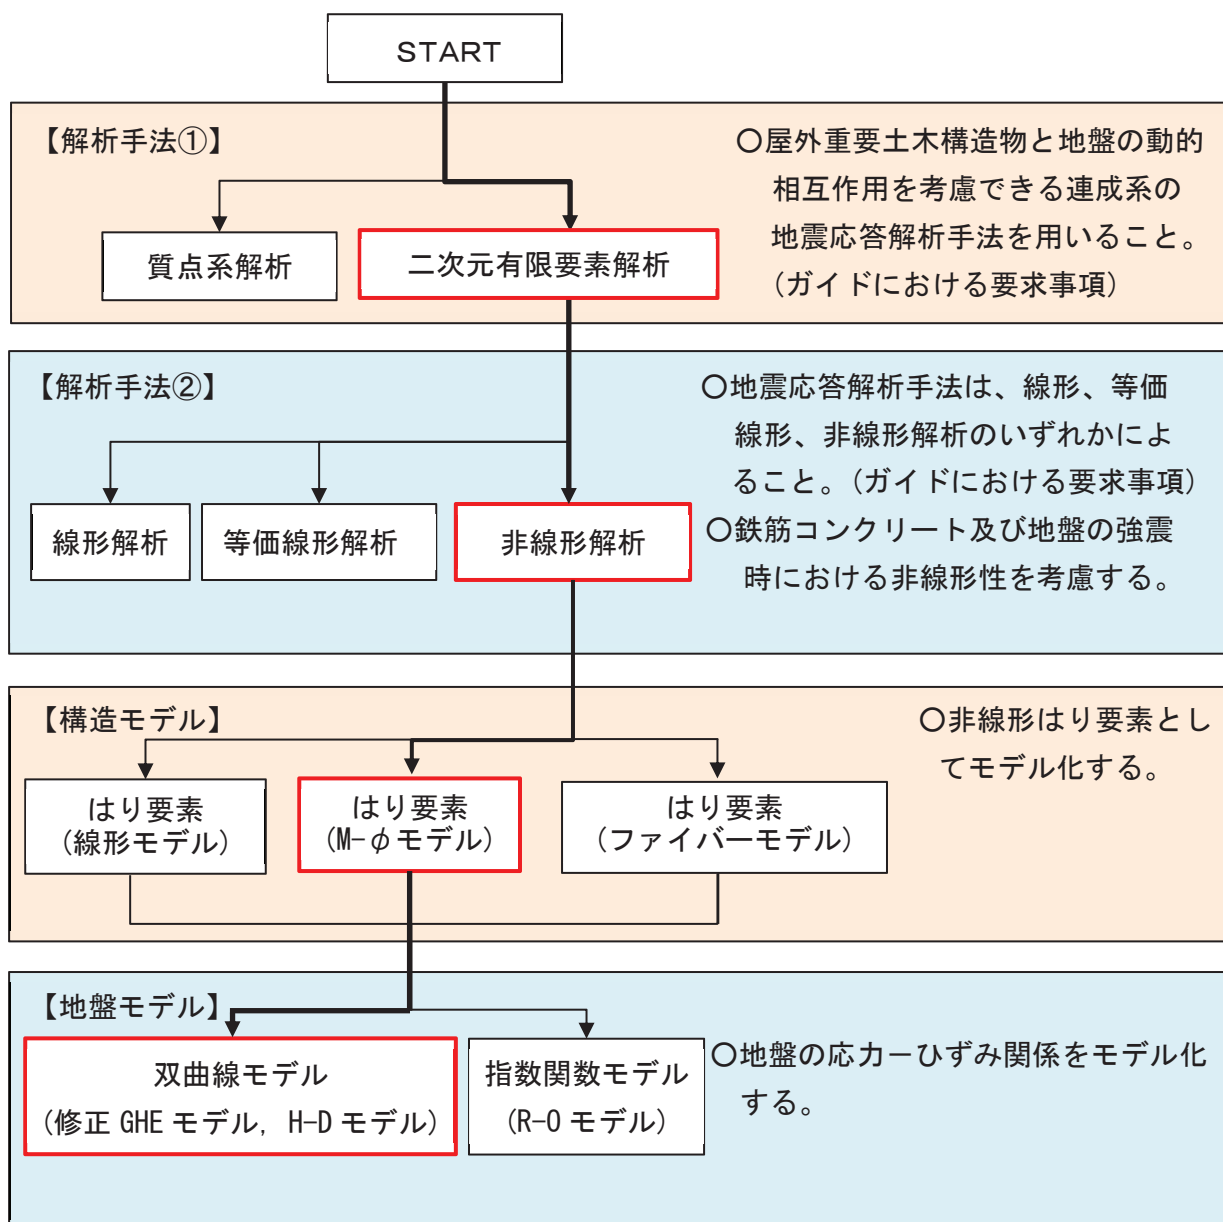 START
【解析手法①】
○屋外重要土木構造物と地盤の動的
相互作用を考慮できる連成系の
地震応答解析手法を用いること。
(ガイドにおける要求事項)
質点系解析
二次元有限要素解析
【解析手法②】
○地震応答解析手法は、線形、等価
線形、非線形解析のいずれかによ
ること。(ガイドにおける要求事項)
○鉄筋コンクリート及び地盤の強震
時における非線形性を考慮する。
線形解析
等価線形解析
非線形解析
【構造モデル】
○非線形はり要素とし
てモデル化する。
はり要素
(線形モデル)
はり要素
(M-φモデル)
はり要素
(ファイバーモデル)
【地盤モデル】
双曲線モデル
(修正 GHE モデル, H-D モデル)
指数関数モデル
(R-O モデル)
○地盤の応力－ひずみ関係をモデル化
する。